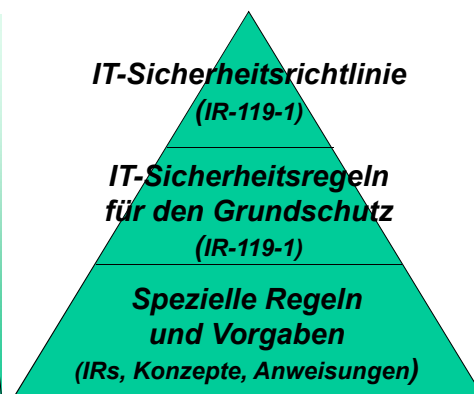 IT-Sicherheitsrichtlinie
(IR-119-1)
IT-Sicherheitsregeln
für den Grundschutz
(IR-119-1)
Spezielle Regeln
und Vorgaben
(IRs, Konzepte, Anweisungen)